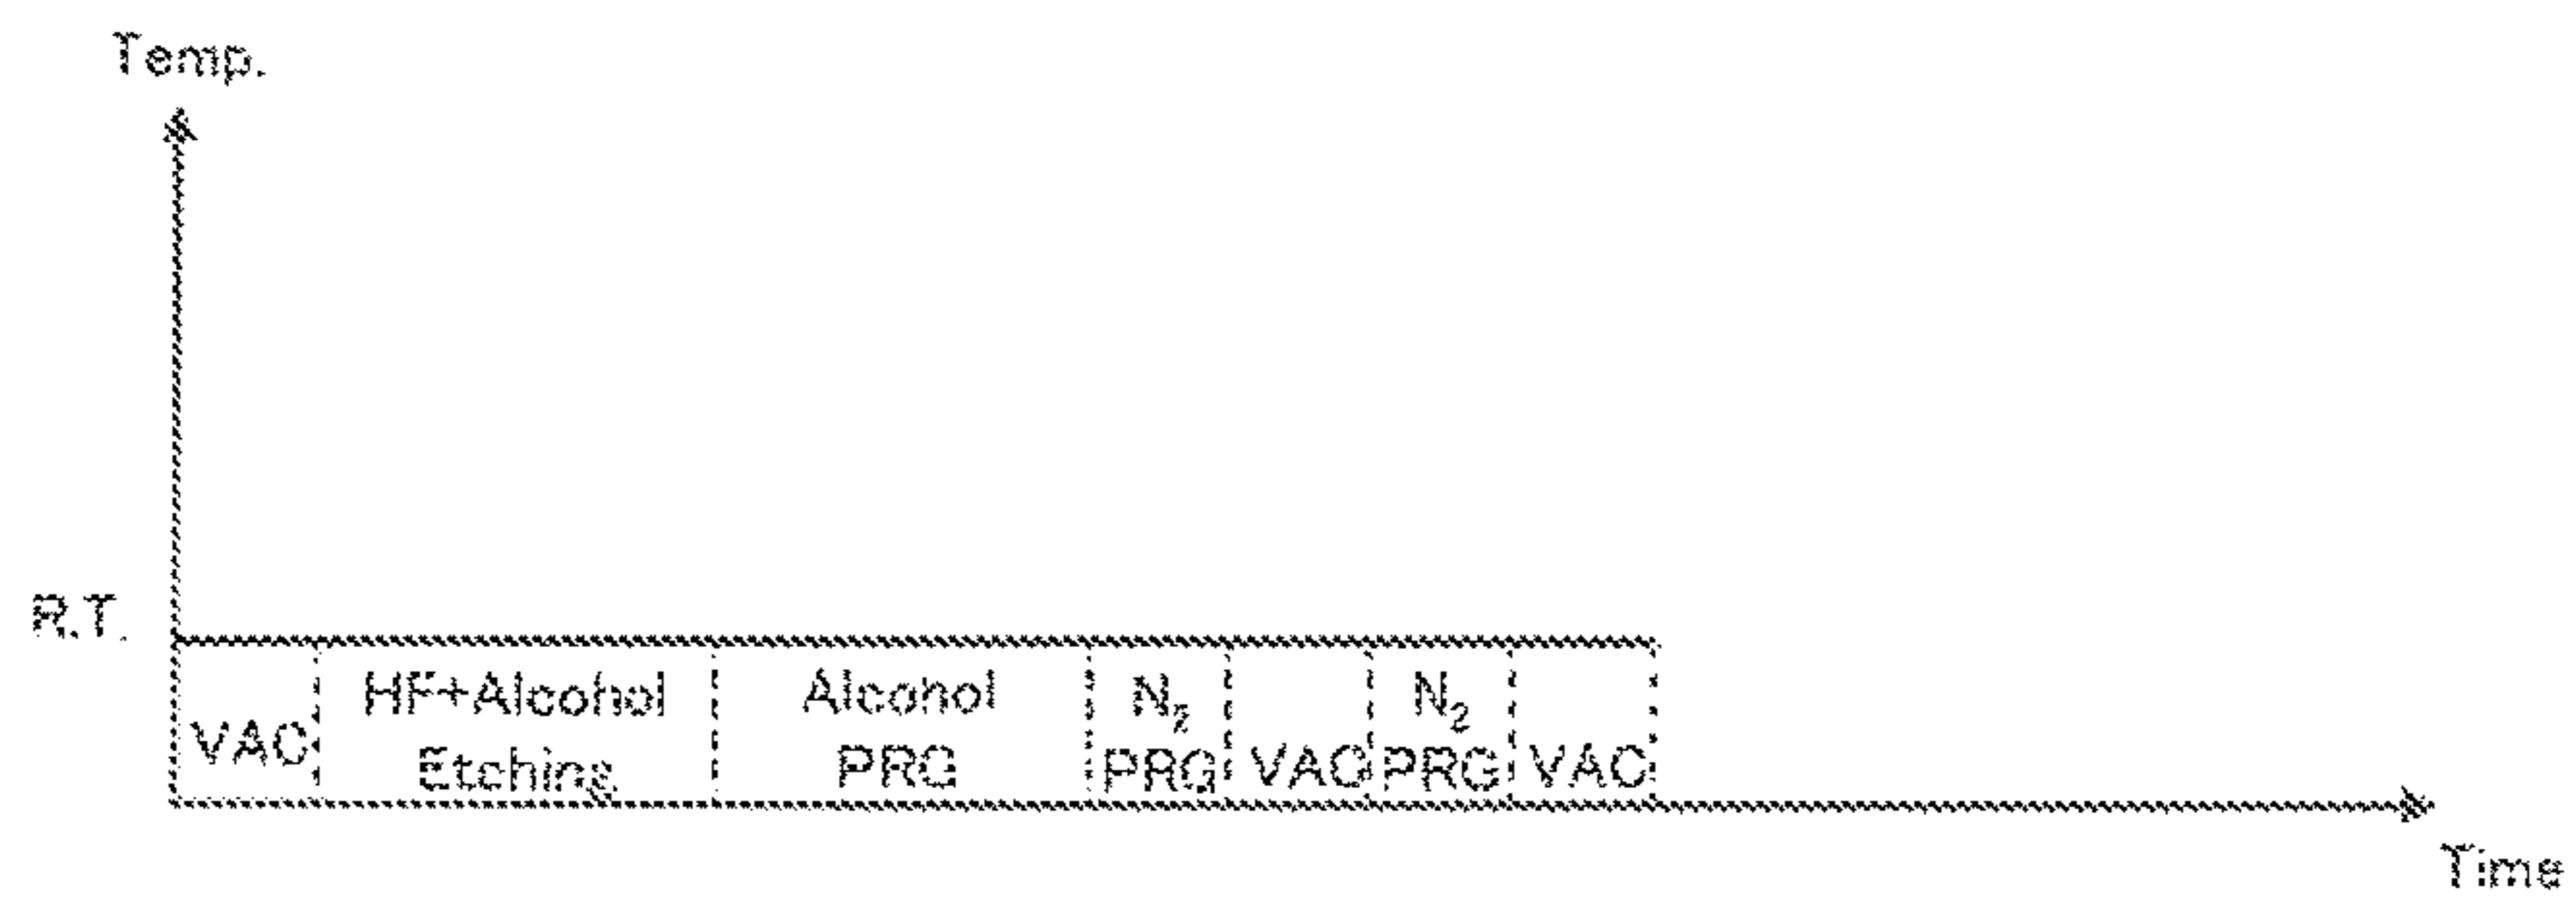 Temp.
R.T.
VAC
HF+Alcohol
Etching
Alcohol
PRG
N₂
PRG
VAC
N₂
PRG
VAC
Time